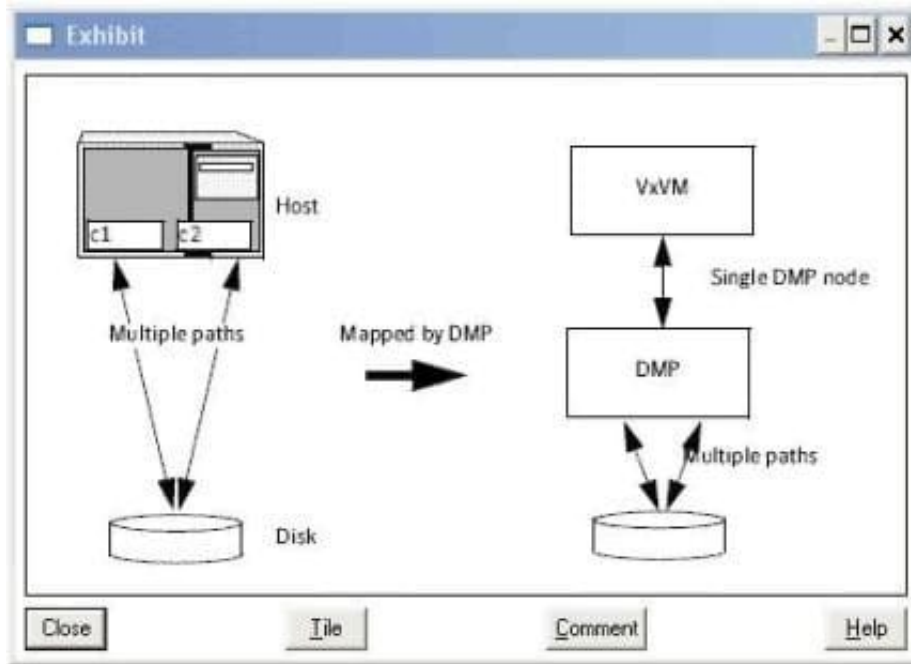 Exhibit
c1
c2
Host
Multiple paths
Disk
Mapped by DMP
VxVM
Single DMP node
DMP
Multiple paths
Close
Tile
Comment
Help